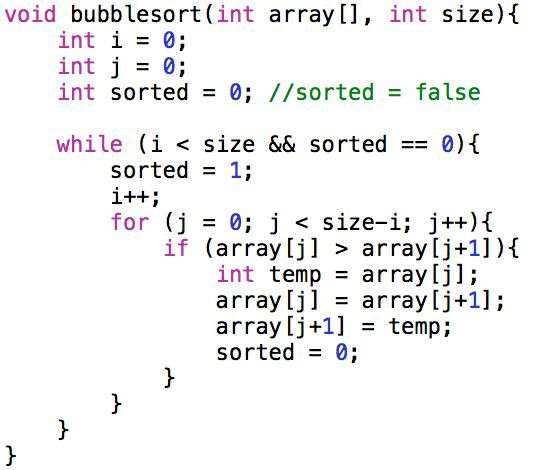 void bubblesort(int array[], int size){
    int i = 0;
    int j = 0;
    int sorted = 0; //sorted = false

    while (i < size && sorted == 0){
        sorted = 1;
        i++;
        for (j = 0; j < size-i; j++){
            if (array[j] > array[j+1]){
                int temp = array[j];
                array[j] = array[j+1];
                array[j+1] = temp;
                sorted = 0;
            }
        }
    }
}